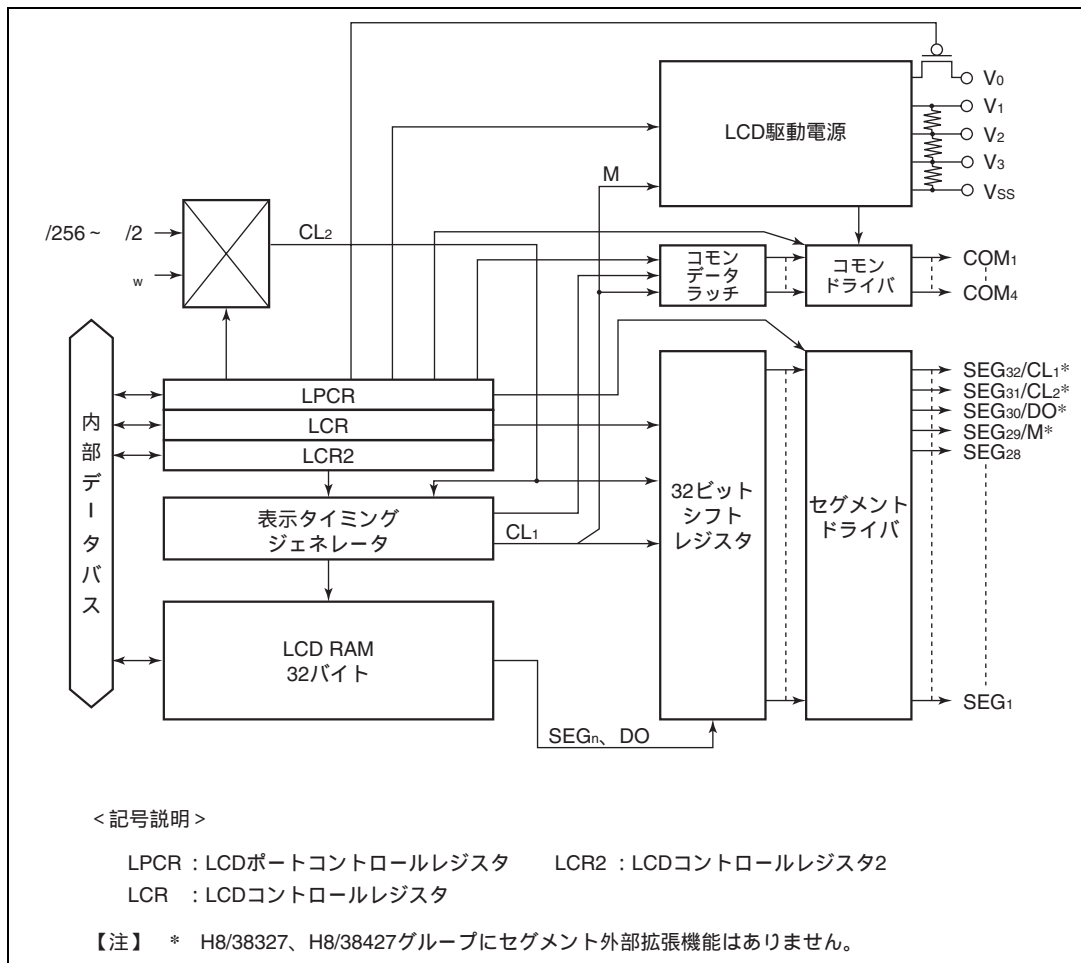 V0
V1
V2
V3
VSS
LCD駆動電源
M
/256～ /2
w
CL2
コモン
データ
ラッチ
コモン
ドライバ
COM1
COM4
内部データバス
LPCR
LCR
LCR2
表示タイミング
ジェネレータ
CL1
LCD RAM
32バイト
SEGn、DO
32ビット
シフト
レジスタ
セグメント
ドライバ
SEG32/CL1*
SEG31/CL2*
SEG30/DO*
SEG29/M*
SEG28
SEG1
<記号説明>
LPCR：LCDポートコントロールレジスタ LCR2：LCDコントロールレジスタ2
LCR ：LCDコントロールレジスタ
【注】 * H8/38327、H8/38427グループにセグメント外部拡張機能はありません。